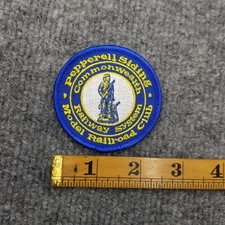 Pepperell Siding
Commonwealth
Railway System
Model Railroad Club
1 2 3 4